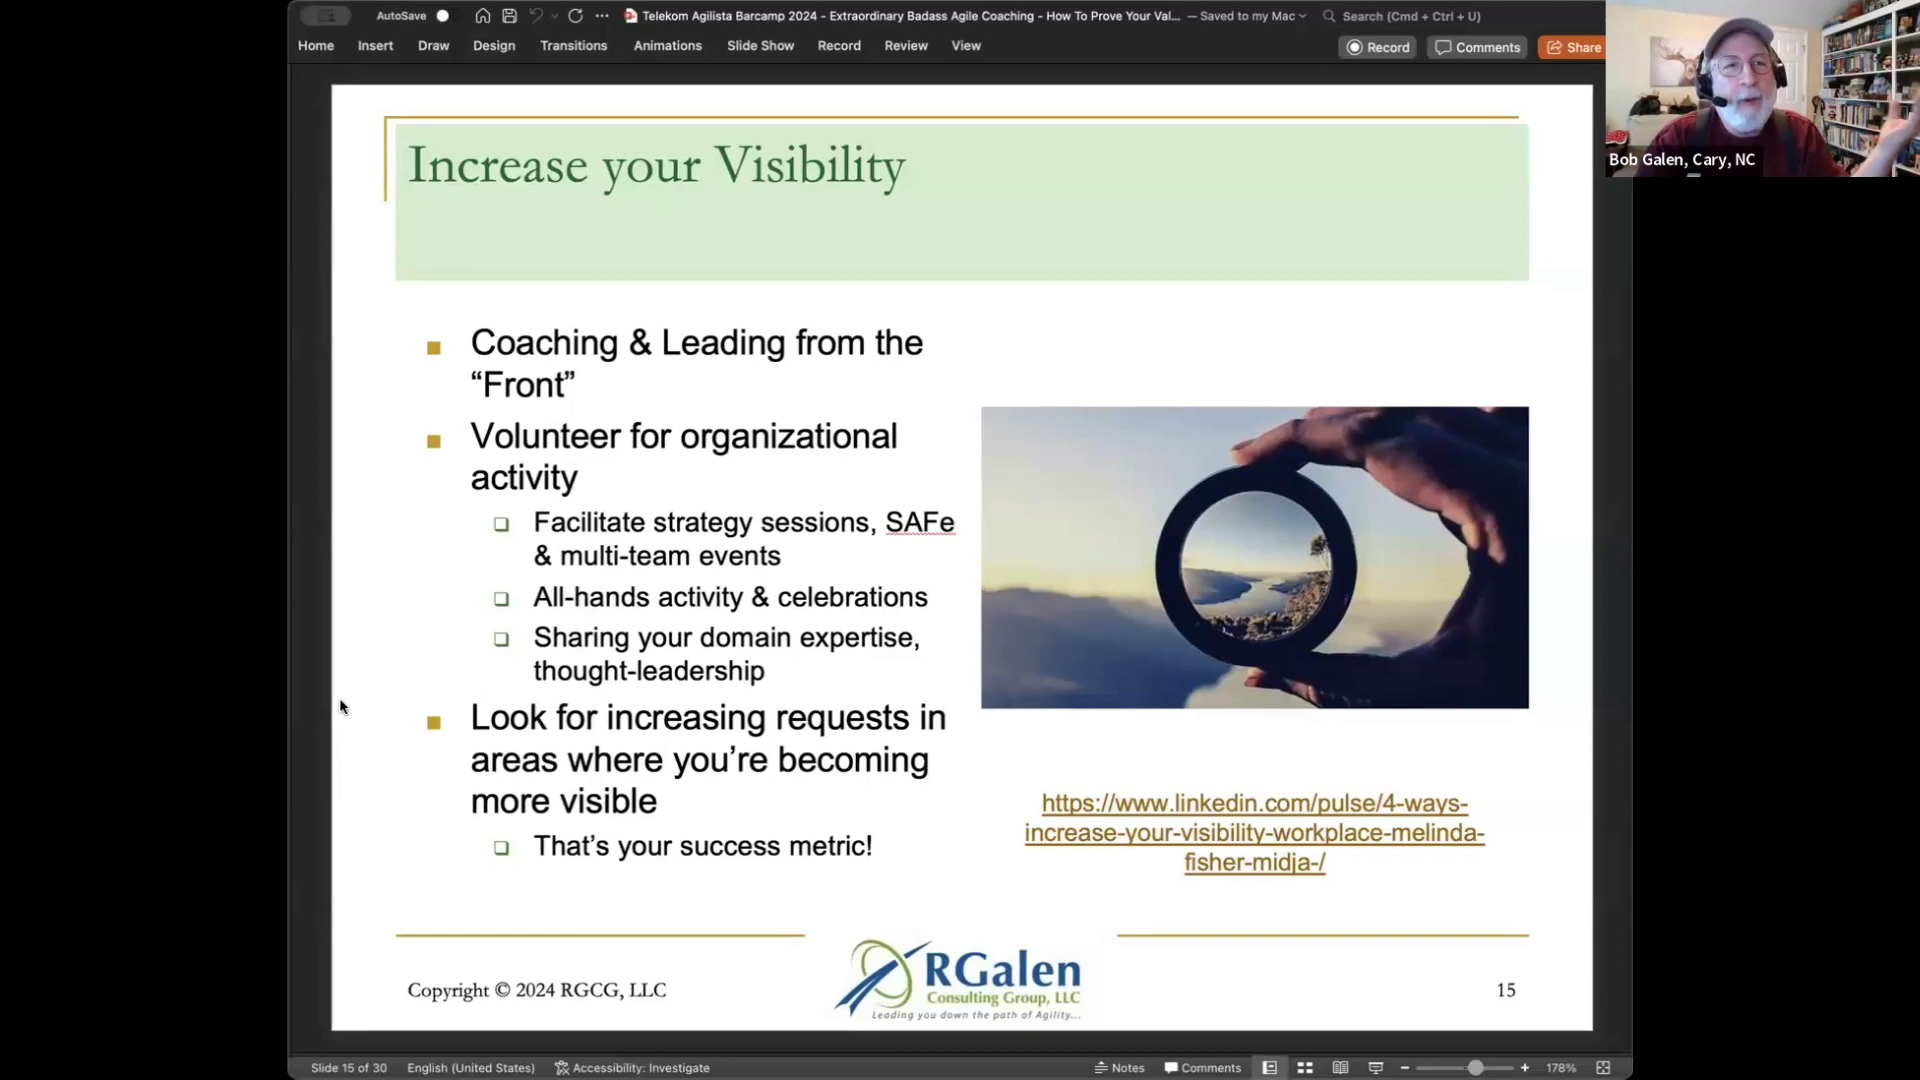 AutoSave
Telekom Agilista Barcamp 2024 - Extraordinary Badass Agile Coaching - How To Prove Your Val... — Saved to my Mac
Search (Cmd + Ctrl + U)
Home Insert Draw Design Transitions Animations Slide Show Record Review View
Record Comments Share
Bob Galen, Cary, NC
Increase your Visibility
Coaching & Leading from the
“Front”
Volunteer for organizational
activity
Facilitate strategy sessions, SAFe
& multi-team events
All-hands activity & celebrations
Sharing your domain expertise,
thought-leadership
Look for increasing requests in
areas where you’re becoming
more visible
That’s your success metric!
https://www.linkedin.com/pulse/4-ways-
increase-your-visibility-workplace-melinda-
fisher-midja-/
Copyright © 2024 RGCG, LLC
RGalen
Consulting Group, LLC
Leading you down the path of Agility...
15
Slide 15 of 30 English (United States) Accessibility: Investigate Notes Comments 178%